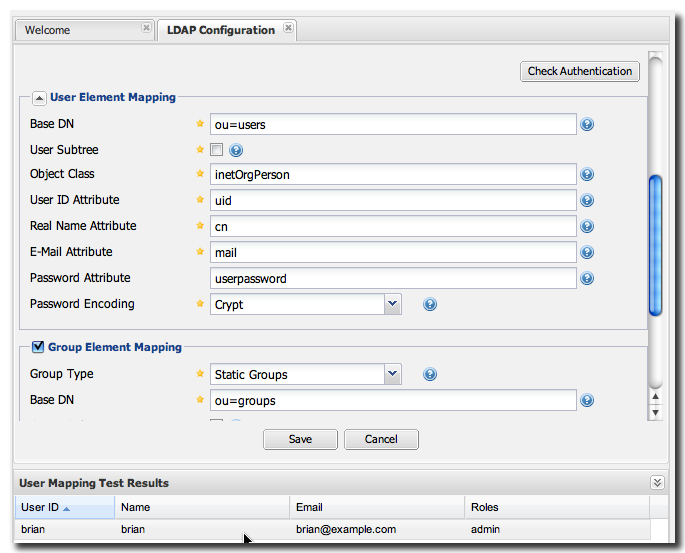 Welcome
LDAP Configuration
Check Authentication
User Element Mapping
Base DN ou=users
User Subtree
Object Class inetOrgPerson
User ID Attribute uid
Real Name Attribute cn
E-Mail Attribute mail
Password Attribute userpassword
Password Encoding Crypt
Group Element Mapping
Group Type Static Groups
Base DN ou=groups
Save Cancel
User Mapping Test Results
User ID Name Email Roles
brian brian brian@example.com admin